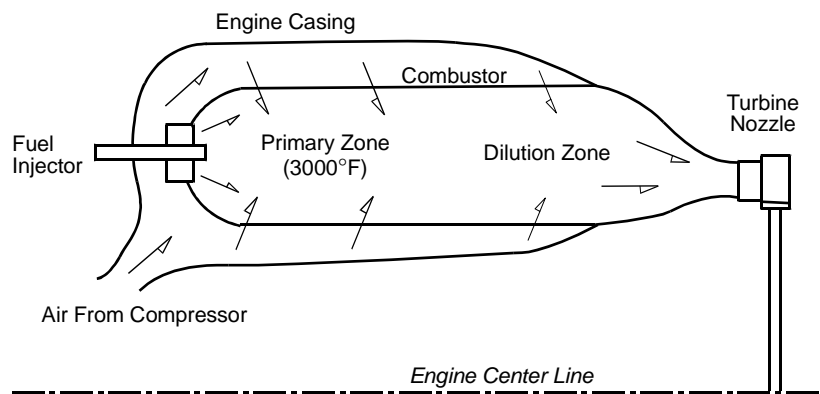 Engine Casing
Combustor
Turbine
Nozzle
Fuel
Injector
Primary Zone
(3000°F)
Dilution Zone
Air From Compressor
Engine Center Line